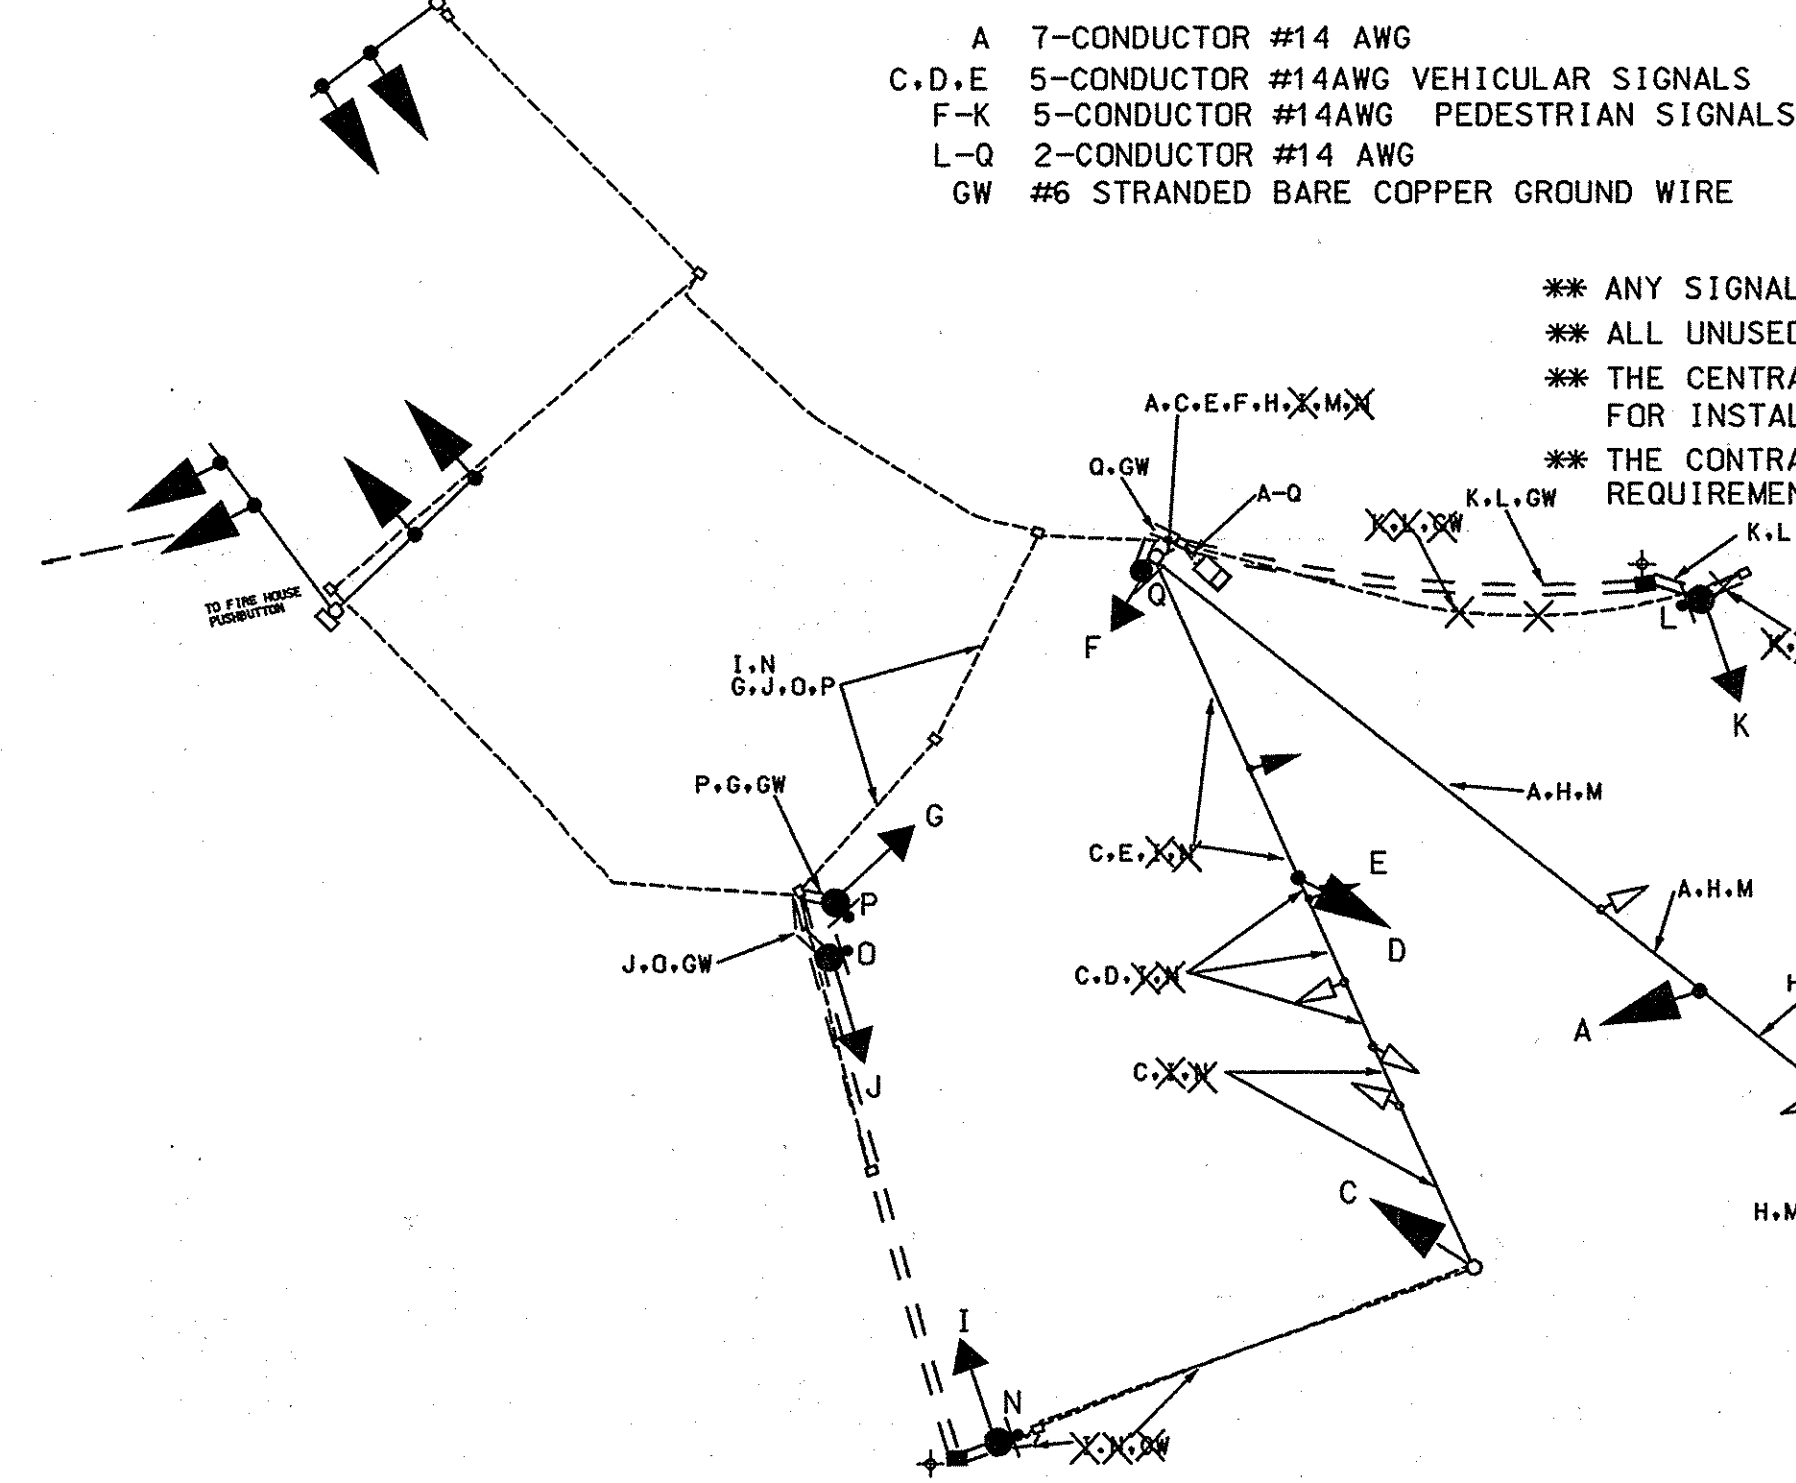 A 7-CONDUCTOR #14 AWG
C,D,E 5-CONDUCTOR #14AWG VEHICULAR SIGNALS
F-K 5-CONDUCTOR #14AWG PEDESTRIAN SIGNALS
L-Q 2-CONDUCTOR #14 AWG
GW #6 STRANDED BARE COPPER GROUND WIRE
** ANY SIGNAL
** ALL UNUSED
** THE CENTRA
FOR INSTAL
** THE CONTRA
REQUIREMEN
A,C,E,F,H,I,M,N
Q,GW
A-Q
K,L,GW
K,L,GW
K,L
TO FIRE HOUSE
PUSHBUTTON
Q
L
F
K
I,N
G,J,O,P
P,G,GW
G
A,H,M
C,E,I,N
E
A,H,M
P
O
D
J,O,GW
C,D,I,N
H
A
C,I,N
J
C
H,M
I
N
I,N,GW